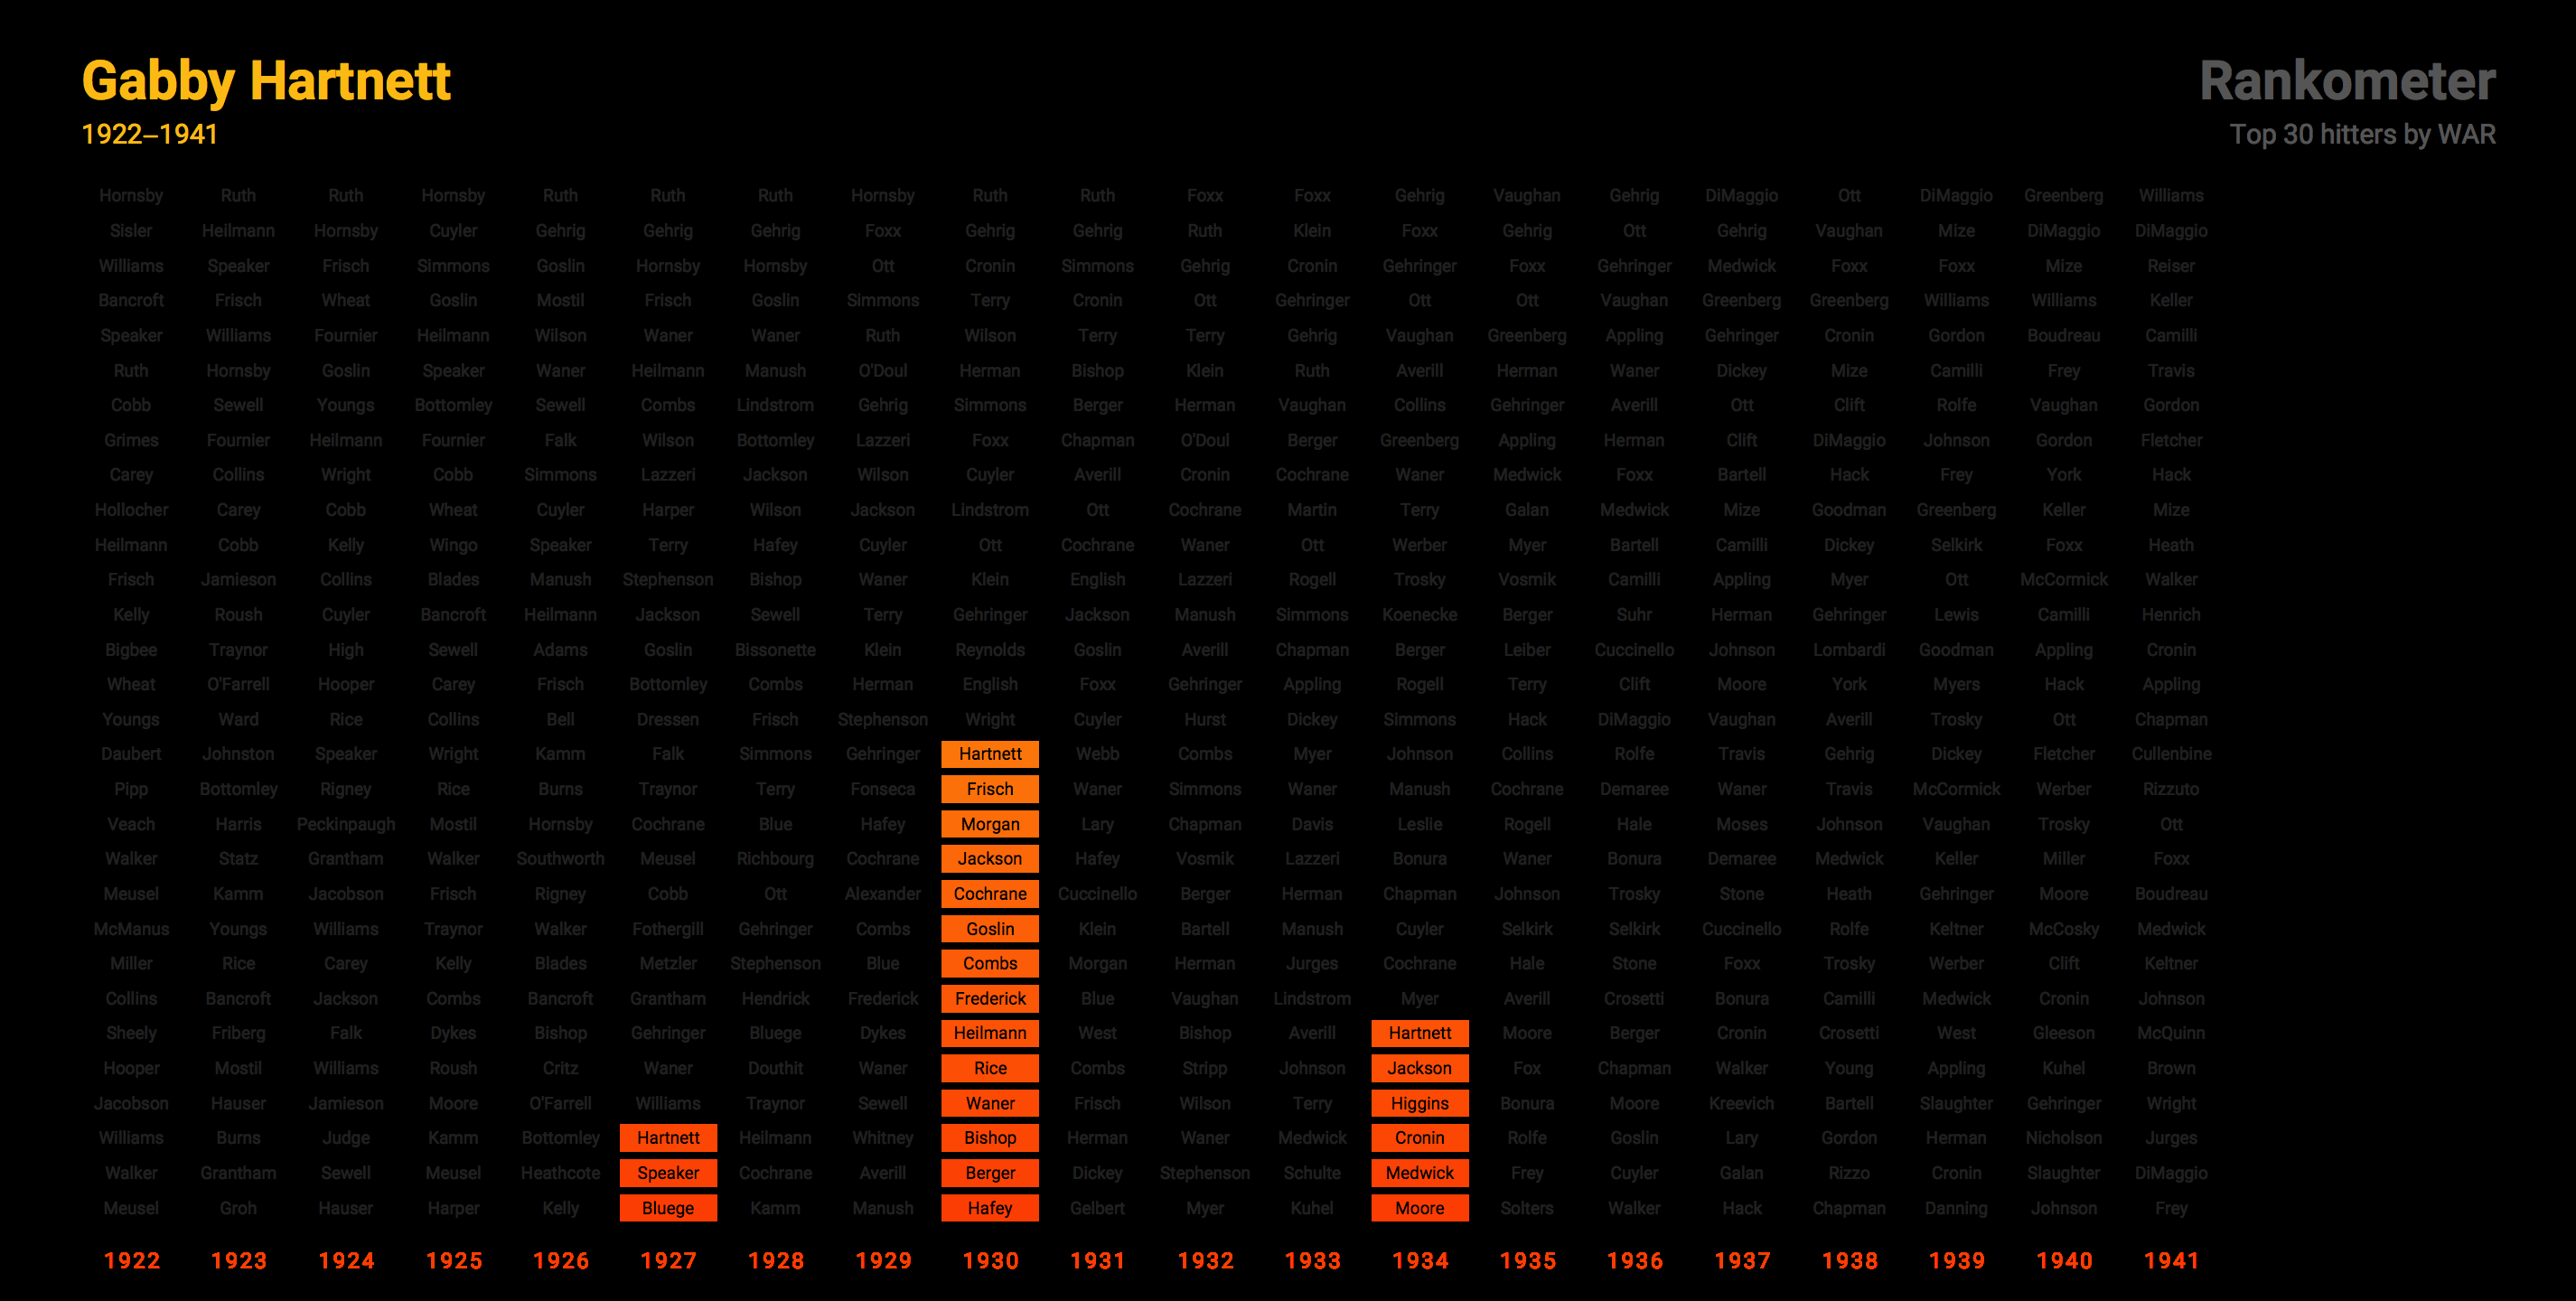 Gabby Hartnett
1922–1941
Rankometer
Top 30 hitters by WAR
Hornsby Ruth Ruth Hornsby Ruth Ruth Ruth Hornsby Ruth Ruth Foxx Foxx Gehrig Vaughan Gehrig DiMaggio Ott DiMaggio Greenberg Williams
Sisler Heilmann Hornsby Cuyler Gehrig Gehrig Gehrig Foxx Gehrig Gehrig Ruth Klein Foxx Gehrig Ott Gehrig Vaughan Mize DiMaggio DiMaggio
Williams Speaker Frisch Simmons Goslin Hornsby Hornsby Ott Cronin Simmons Gehrig Cronin Gehringer Foxx Gehringer Medwick Foxx Foxx Mize Reiser
Bancroft Frisch Wheat Goslin Mostil Frisch Goslin Simmons Terry Cronin Ott Gehringer Ott Ott Vaughan Greenberg Greenberg Williams Williams Keller
Speaker Williams Fournier Heilmann Wilson Waner Waner Ruth Wilson Terry Terry Gehrig Vaughan Greenberg Appling Gehringer Cronin Gordon Boudreau Camilli
Ruth Hornsby Goslin Speaker Waner Heilmann Manush O'Doul Herman Bishop Klein Ruth Averill Herman Waner Dickey Mize Camilli Frey Travis
Cobb Sewell Youngs Bottomley Sewell Combs Lindstrom Gehrig Simmons Berger Herman Vaughan Collins Gehringer Averill Ott Clift Rolfe Vaughan Gordon
Grimes Fournier Heilmann Fournier Falk Wilson Bottomley Lazzeri Foxx Chapman O'Doul Berger Greenberg Appling Herman Clift DiMaggio Johnson Gordon Fletcher
Carey Collins Wright Cobb Simmons Lazzeri Jackson Wilson Cuyler Averill Cronin Cochrane Waner Medwick Foxx Bartell Hack Frey York Hack
Hollocher Carey Cobb Wheat Cuyler Harper Wilson Jackson Lindstrom Ott Cochrane Martin Terry Galan Medwick Mize Goodman Greenberg Keller Mize
Heilmann Cobb Kelly Wingo Speaker Terry Hafey Cuyler Ott Cochrane Waner Ott Werber Myer Bartell Camilli Dickey Selkirk Foxx Heath
Frisch Jamieson Collins Blades Manush Stephenson Bishop Waner Klein English Lazzeri Rogell Trosky Vosmik Camilli Appling Myer Ott McCormick Walker
Kelly Roush Cuyler Bancroft Heilmann Jackson Sewell Terry Gehringer Jackson Manush Simmons Koenecke Berger Suhr Herman Gehringer Lewis Camilli Henrich
Bigbee Traynor High Sewell Adams Goslin Bissonette Klein Reynolds Goslin Averill Chapman Berger Leiber Cuccinello Johnson Lombardi Goodman Appling Cronin
Wheat O'Farrell Hooper Carey Frisch Bottomley Combs Herman English Foxx Gehringer Appling Rogell Terry Clift Moore York Myers Hack Appling
Youngs Ward Rice Collins Bell Dressen Frisch Stephenson Wright Cuyler Hurst Dickey Simmons Hack DiMaggio Vaughan Averill Trosky Ott Chapman
Daubert Johnston Speaker Wright Kamm Falk Simmons Gehringer Hartnett Webb Combs Myer Johnson Collins Rolfe Travis Gehrig Dickey Fletcher Cullenbine
Pipp Bottomley Rigney Rice Burns Traynor Terry Fonseca Frisch Waner Simmons Waner Manush Cochrane Demaree Waner Travis McCormick Werber Rizzuto
Veach Harris Peckinpaugh Mostil Hornsby Cochrane Blue Hafey Morgan Lary Chapman Davis Leslie Rogell Hale Moses Johnson Vaughan Trosky Ott
Walker Statz Grantham Walker Southworth Meusel Richbourg Cochrane Jackson Hafey Vosmik Lazzeri Bonura Waner Bonura Demaree Medwick Keller Miller Foxx
Meusel Kamm Jacobson Frisch Rigney Cobb Ott Alexander Cochrane Cuccinello Berger Herman Chapman Johnson Trosky Stone Heath Gehringer Moore Boudreau
McManus Youngs Williams Traynor Walker Fothergill Gehringer Combs Goslin Klein Bartell Manush Cuyler Selkirk Selkirk Cuccinello Rolfe Keltner McCosky Medwick
Miller Rice Carey Kelly Blades Metzler Stephenson Blue Combs Morgan Herman Jurges Cochrane Hale Stone Foxx Trosky Werber Clift Keltner
Collins Bancroft Jackson Combs Bancroft Grantham Hendrick Frederick Frederick Blue Vaughan Lindstrom Myer Averill Crosetti Bonura Camilli Medwick Cronin Johnson
Sheely Friberg Falk Dykes Bishop Gehringer Bluege Dykes Heilmann West Bishop Averill Hartnett Moore Berger Cronin Crosetti West Gleeson McQuinn
Hooper Mostil Williams Roush Critz Waner Douthit Waner Rice Combs Stripp Johnson Jackson Fox Chapman Walker Young Appling Kuhel Brown
Jacobson Hauser Jamieson Moore O'Farrell Williams Traynor Sewell Waner Frisch Wilson Terry Higgins Bonura Moore Kreevich Bartell Slaughter Gehringer Wright
Williams Burns Judge Kamm Bottomley Hartnett Heilmann Whitney Bishop Herman Waner Medwick Cronin Rolfe Goslin Lary Gordon Herman Nicholson Jurges
Walker Grantham Sewell Meusel Heathcote Speaker Cochrane Averill Berger Dickey Stephenson Schulte Medwick Frey Cuyler Galan Rizzo Cronin Slaughter DiMaggio
Meusel Groh Hauser Harper Kelly Bluege Kamm Manush Hafey Gelbert Myer Kuhel Moore Solters Walker Hack Chapman Danning Johnson Frey
1922 1923 1924 1925 1926 1927 1928 1929 1930 1931 1932 1933 1934 1935 1936 1937 1938 1939 1940 1941